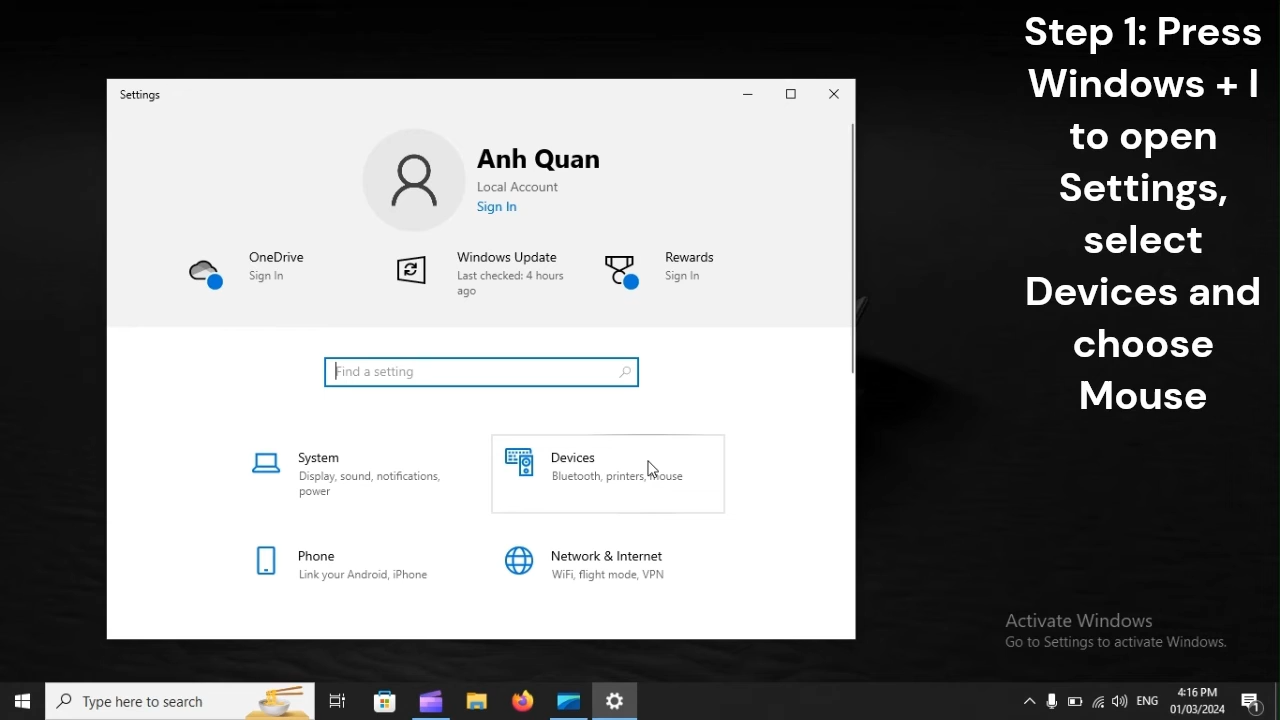 Step 1: Press
Windows + I
to open
Settings,
select
Devices and
choose
Mouse
Settings
Anh Quan
Local Account
Sign In
OneDrive
Sign In
Windows Update
Last checked: 4 hours
ago
Rewards
Sign In
Find a setting
System
Display, sound, notifications,
power
Devices
Bluetooth, printers, mouse
Phone
Link your Android, iPhone
Network & Internet
WiFi, flight mode, VPN
Activate Windows
Go to Settings to activate Windows.
Type here to search
ENG
4:16 PM
01/03/2024
1